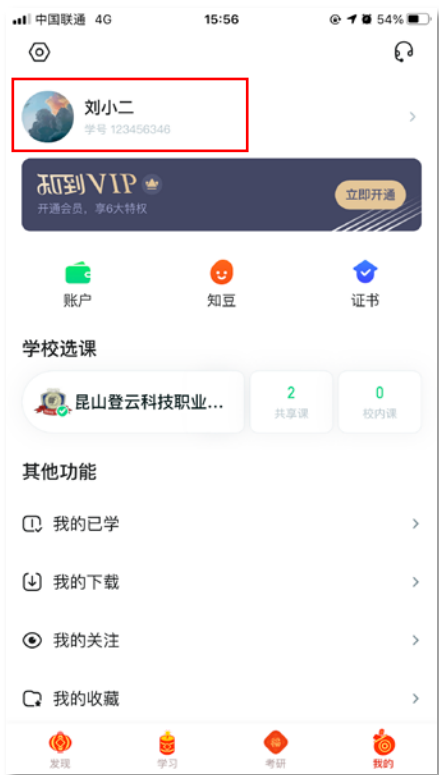 中国联通 4G 15:56 54%
刘小二
学号 123456346
知到VIP
立即开通
开通会员，享6大特权
账户 知豆 证书
学校选课
昆山登云科技职业...
2 0
共享课 校内课
其他功能
我的已学
我的下载
我的关注
我的收藏
福
发现 学习 考研 我的